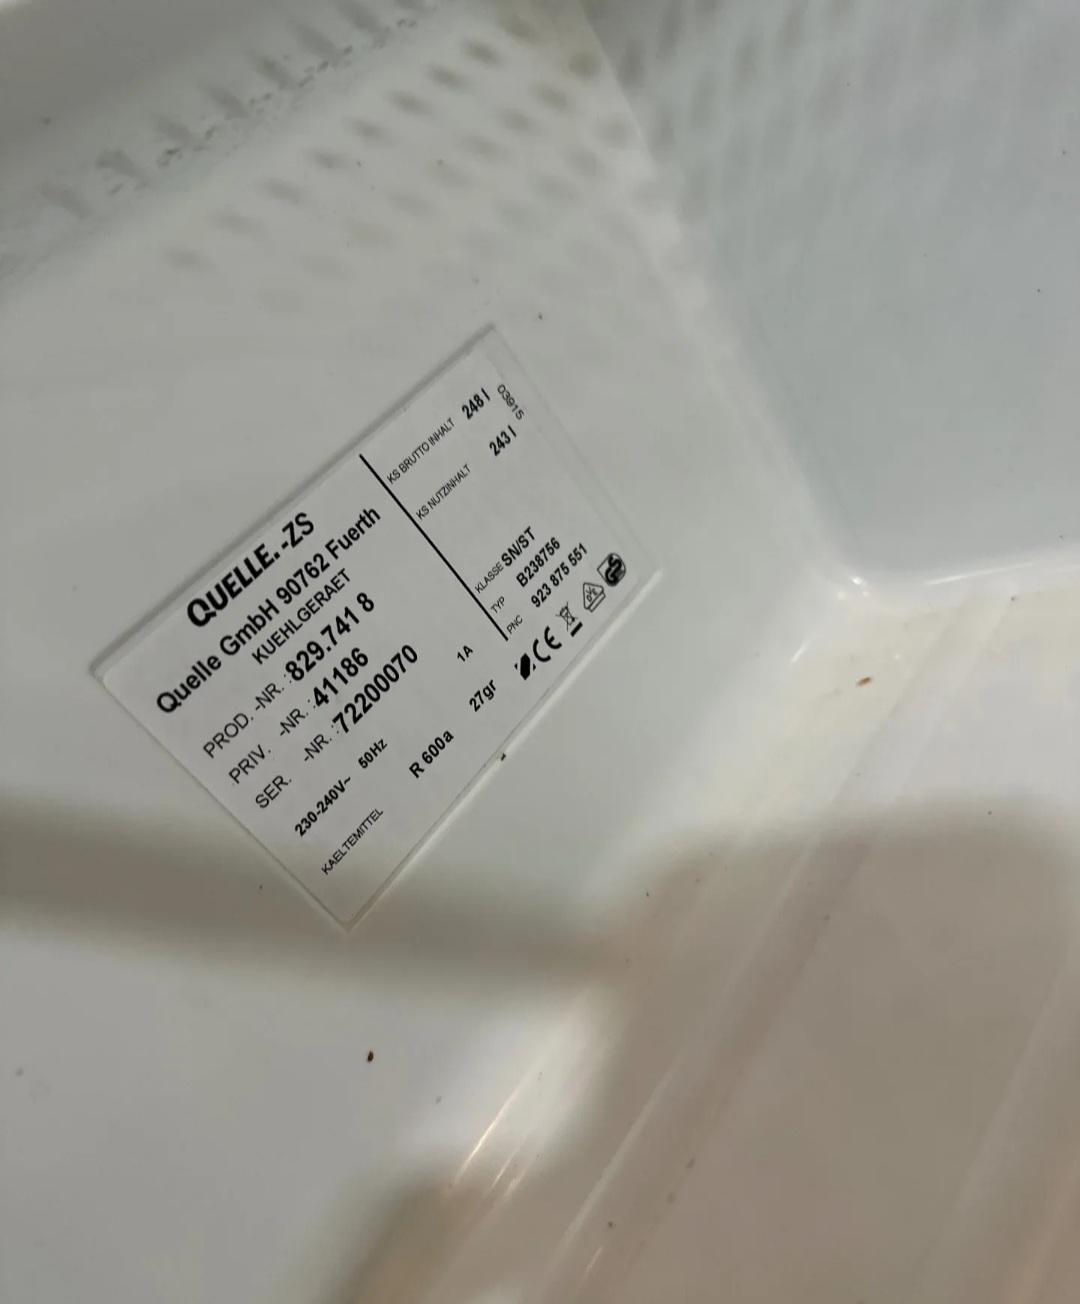 QUELLE.-ZS
Quelle GmbH 90762 Fuerth
KUEHLGERAET
PROD. -NR. :829.741 8
PRIV. -NR. :41186
SER. -NR. :72200070
230-240V~ 50Hz 1A
KAELTEMITTEL R 600a 27gr
KS BRUTTO INHALT 248 l
KS NUTZINHALT 243 l
03915
KLASSE SN/ST
TYP B238756
PNC 923 875 551
CE